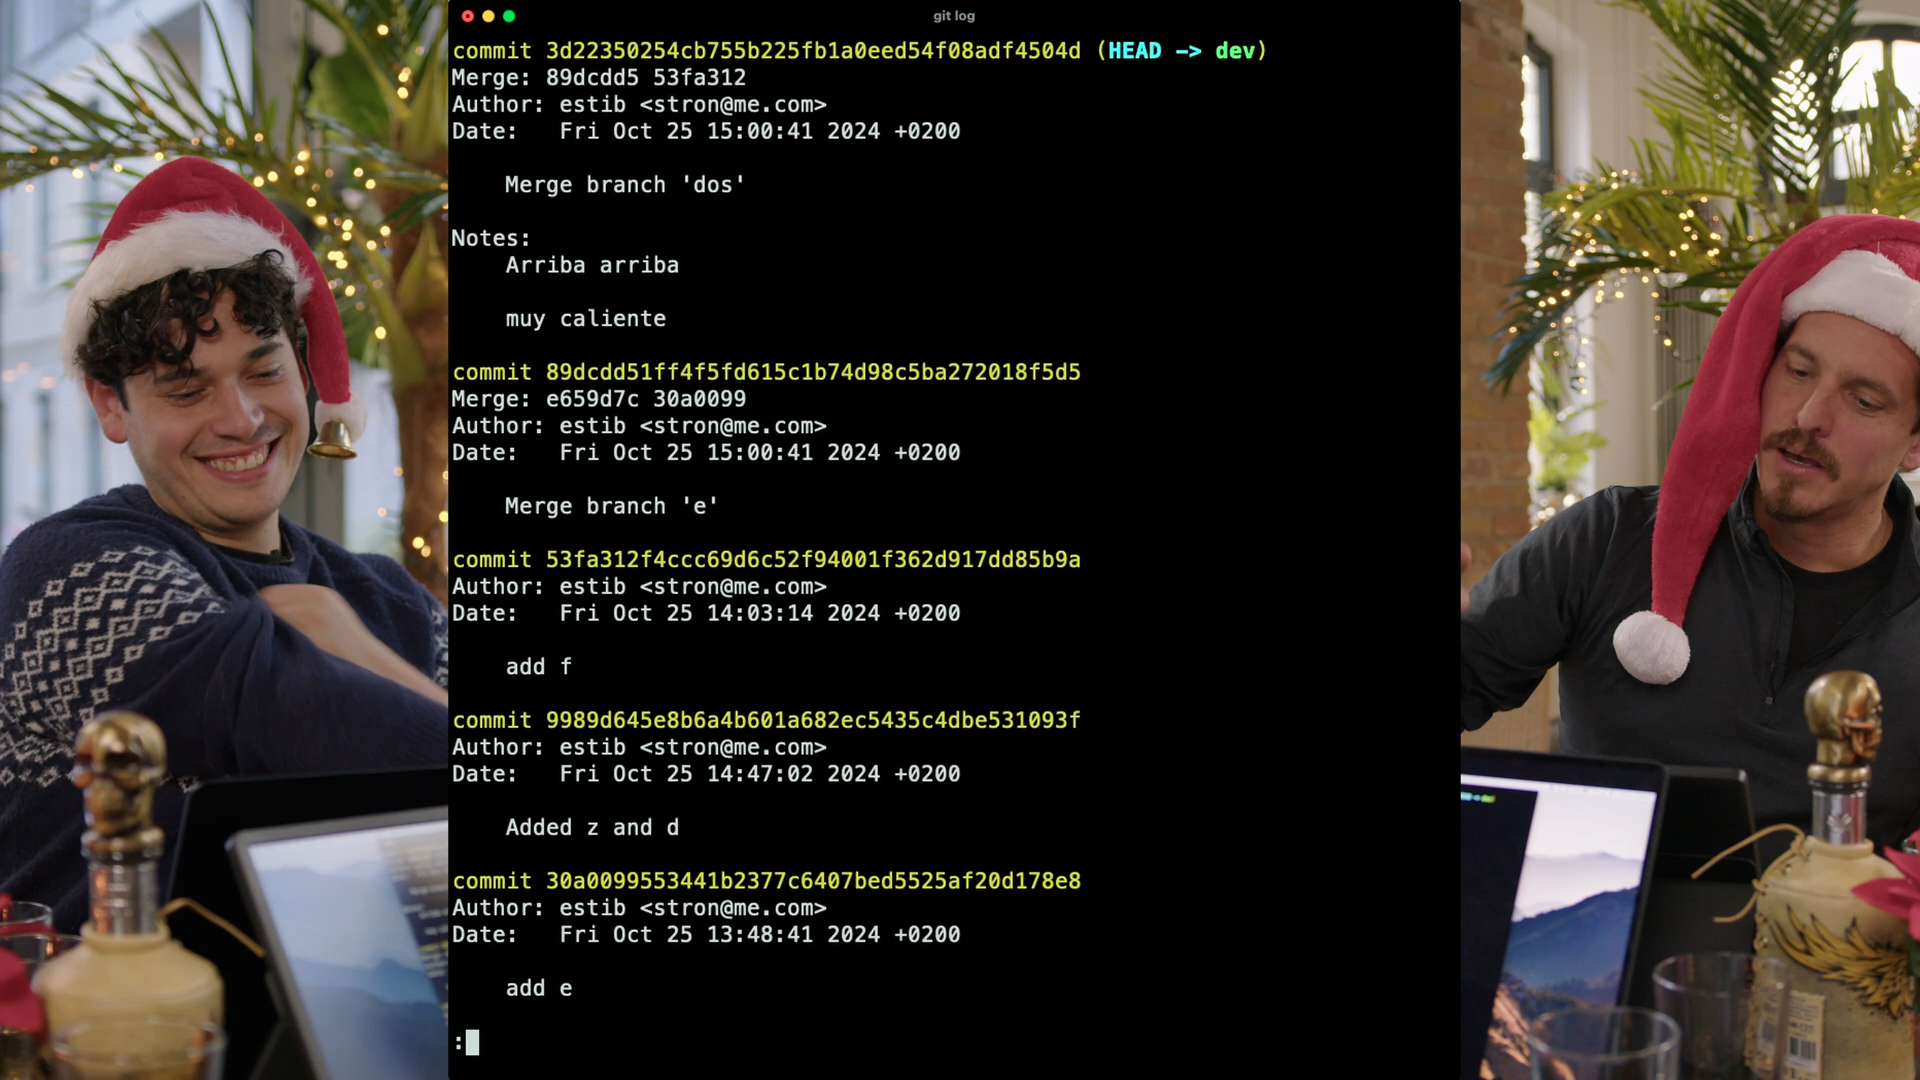 git log
commit 3d22350254cb755b225fb1a0eed54f08adf4504d (HEAD -> dev)
Merge: 89dcdd5 53fa312
Author: estib <stron@me.com>
Date:   Fri Oct 25 15:00:41 2024 +0200
Merge branch 'dos'
Notes:
Arriba arriba
muy caliente
commit 89dcdd51ff4f5fd615c1b74d98c5ba272018f5d5
Merge: e659d7c 30a0099
Author: estib <stron@me.com>
Date:   Fri Oct 25 15:00:41 2024 +0200
Merge branch 'e'
commit 53fa312f4ccc69d6c52f94001f362d917dd85b9a
Author: estib <stron@me.com>
Date:   Fri Oct 25 14:03:14 2024 +0200
add f
commit 9989d645e8b6a4b601a682ec5435c4dbe531093f
Author: estib <stron@me.com>
Date:   Fri Oct 25 14:47:02 2024 +0200
Added z and d
commit 30a0099553441b2377c6407bed5525af20d178e8
Author: estib <stron@me.com>
Date:   Fri Oct 25 13:48:41 2024 +0200
add e
: